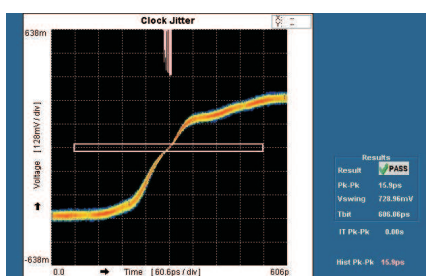 Clock Jitter
X: –
Y: –
638m
Voltage [128mV / div]
-638m
0.0
Time [60.6ps / div]
606p
Results
Result PASS
Pk-Pk 15.9ps
Vswing 728.96mV
Tbit 606.06ps
IT Pk-Pk 0.00s
Hist Pk-Pk 15.9ps